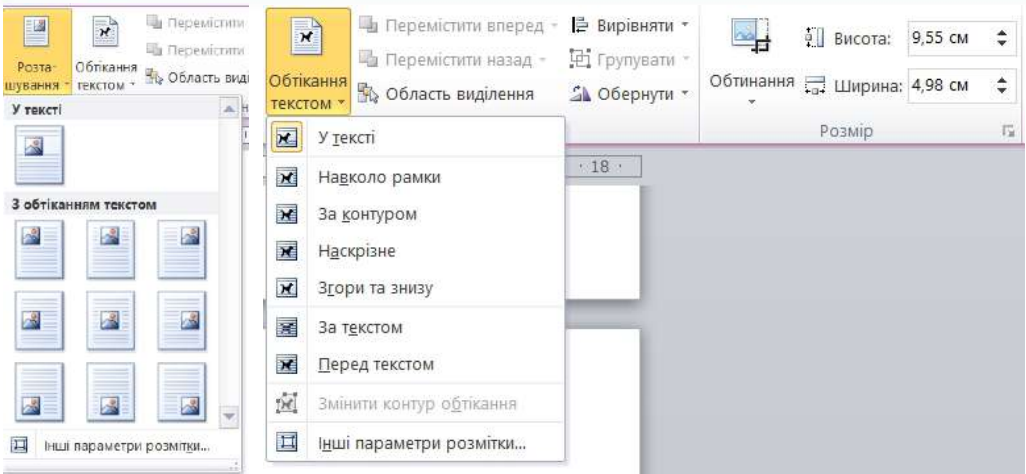 Розта-
шування
Обтікання
текстом
Перемістити
Перемістити
Область виді
У тексті
З обтіканням текстом
Інші параметри розмітки...
Обтікання
текстом
Перемістити вперед
Перемістити назад
Область виділення
Вирівняти
Групувати
Обернути
У тексті
Навколо рамки
За контуром
Наскрізне
Згори та знизу
За текстом
Перед текстом
Змінити контур обтікання
Інші параметри розмітки...
Обтинання
Висота: 9,55 см
Ширина: 4,98 см
Розмір
· 18 ·